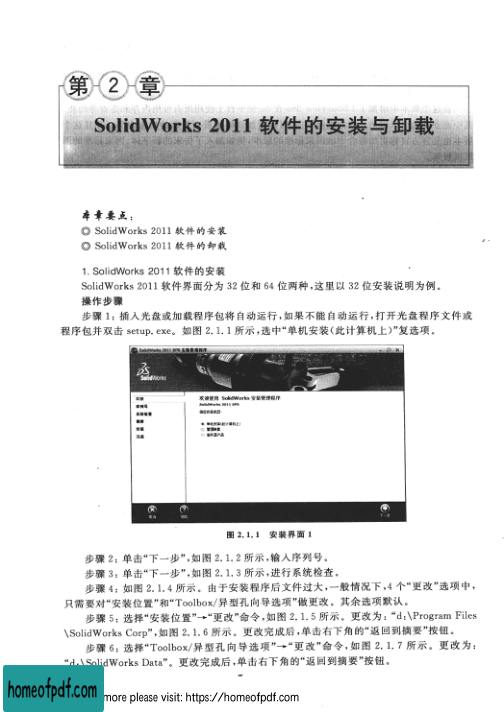 第2章
SolidWorks 2011 软件的安装与卸载
本章要点：
◎ SolidWorks 2011 软件的安装
◎ SolidWorks 2011 软件的卸载
1. SolidWorks 2011 软件的安装
SolidWorks 2011 软件界面分为 32 位和 64 位两种,这里以 32 位安装说明为例。
操作步骤
步骤 1：插入光盘或加载程序包将自动运行,如果不能自动运行,打开光盘程序文件或
程序包并双击 setup.exe。如图 2.1.1 所示,选中“单机安装(此计算机上)”复选项。
SolidWorks
欢迎使用 SolidWorks 安装管理程序
图 2.1.1 安装界面 1
步骤 2：单击“下一步”,如图 2.1.2 所示,输入序列号。
步骤 3：单击“下一步”,如图 2.1.3 所示,进行系统检查。
步骤 4：如图 2.1.4 所示。由于安装程序后文件过大,一般情况下,4 个“更改”选项中,
只需要对“安装位置”和“Toolbox/异型孔向导选项”做更改。其余选项默认。
步骤 5：选择“安装位置”→“更改”命令,如图 2.1.5 所示。更改为：“d:\Program Files
\SolidWorks Corp”,如图 2.1.6 所示。更改完成后,单击右下角的“返回到摘要”按钮。
步骤 6：选择“Toolbox/异型孔向导选项”→“更改”命令,如图 2.1.7 所示。更改为：
“d:\SolidWorks Data”。更改完成后,单击右下角的“返回到摘要”按钮。
homeofpdf.com
more please visit: https://homeofpdf.com